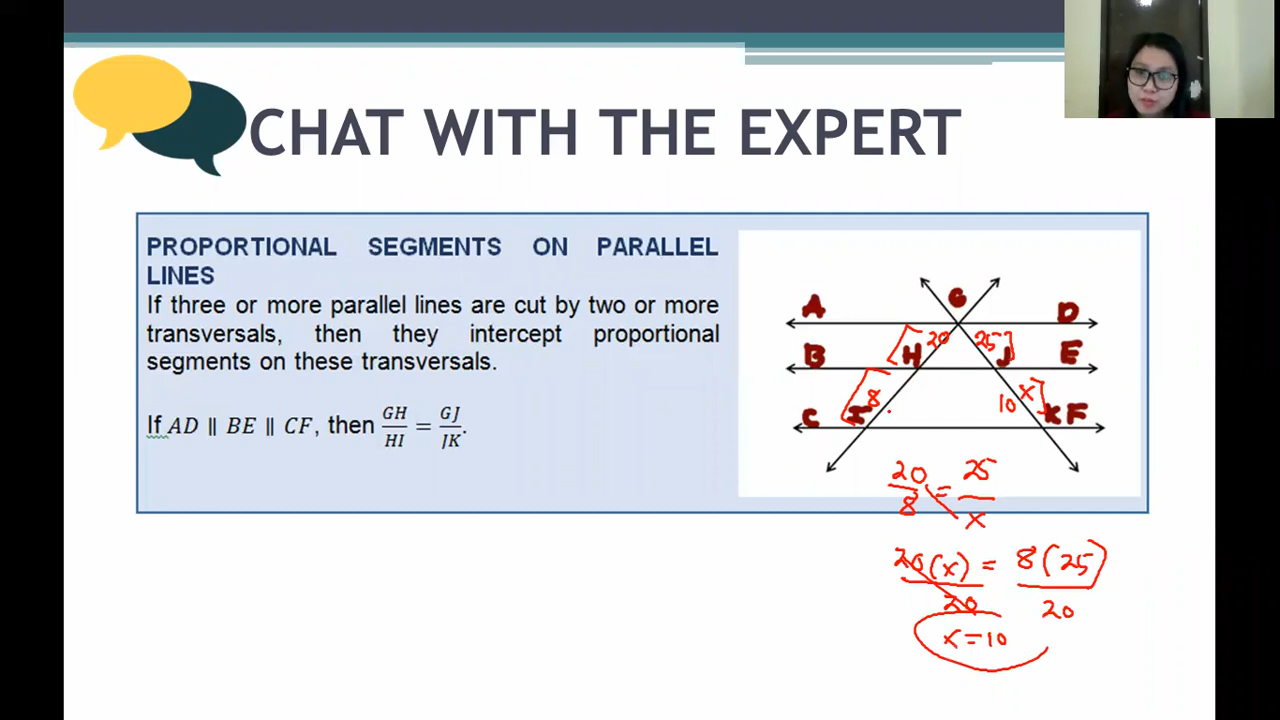 CHAT WITH THE EXPERT
PROPORTIONAL SEGMENTS ON PARALLEL
LINES
If three or more parallel lines are cut by two or more
transversals, then they intercept proportional
segments on these transversals.
If AD ∥ BE ∥ CF, then GH/HI = GJ/JK.
A G D
20 25
B H J E
8 10 x
C I K F
20/8 = 25/x
20(x)/20 = 8(25)/20
x=10